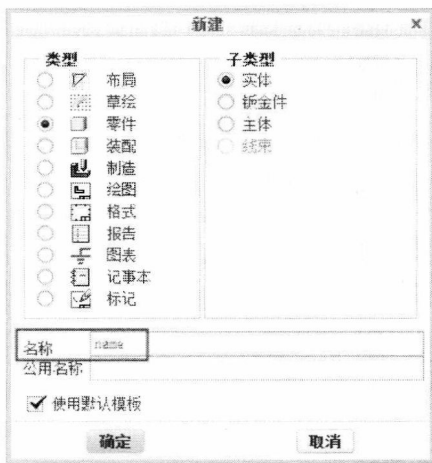 新建
类型
布局
草绘
零件
装配
制造
绘图
格式
报告
图表
记事本
标记
子类型
实体
钣金件
主体
线束
名称 name
公用名称
使用默认模板
确定 取消